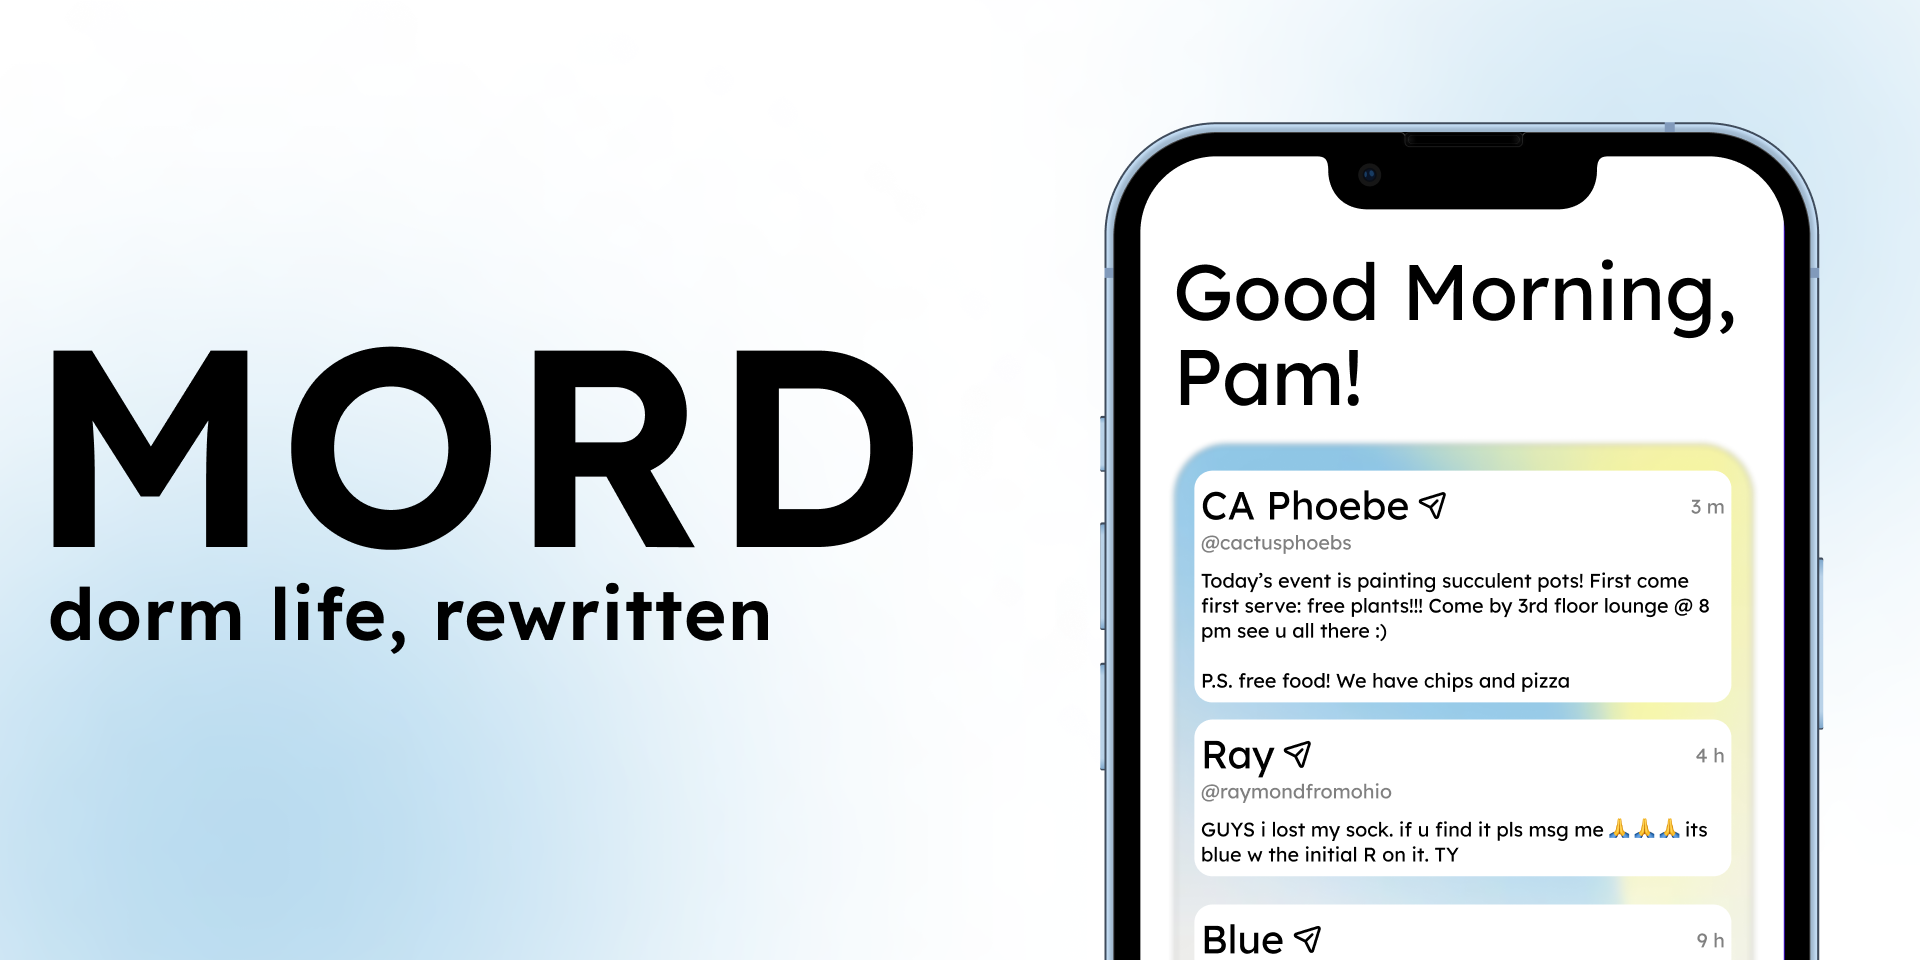 MORD
dorm life, rewritten
Good Morning,
Pam!
CA Phoebe
3 m
@cactusphoebs
Today’s event is painting succulent pots! First come
first serve: free plants!!! Come by 3rd floor lounge @ 8
pm see u all there :)
P.S. free food! We have chips and pizza
Ray
4 h
@raymondfromohio
GUYS i lost my sock. if u find it pls msg me 🙏🙏🙏 its
blue w the initial R on it. TY
Blue
9 h